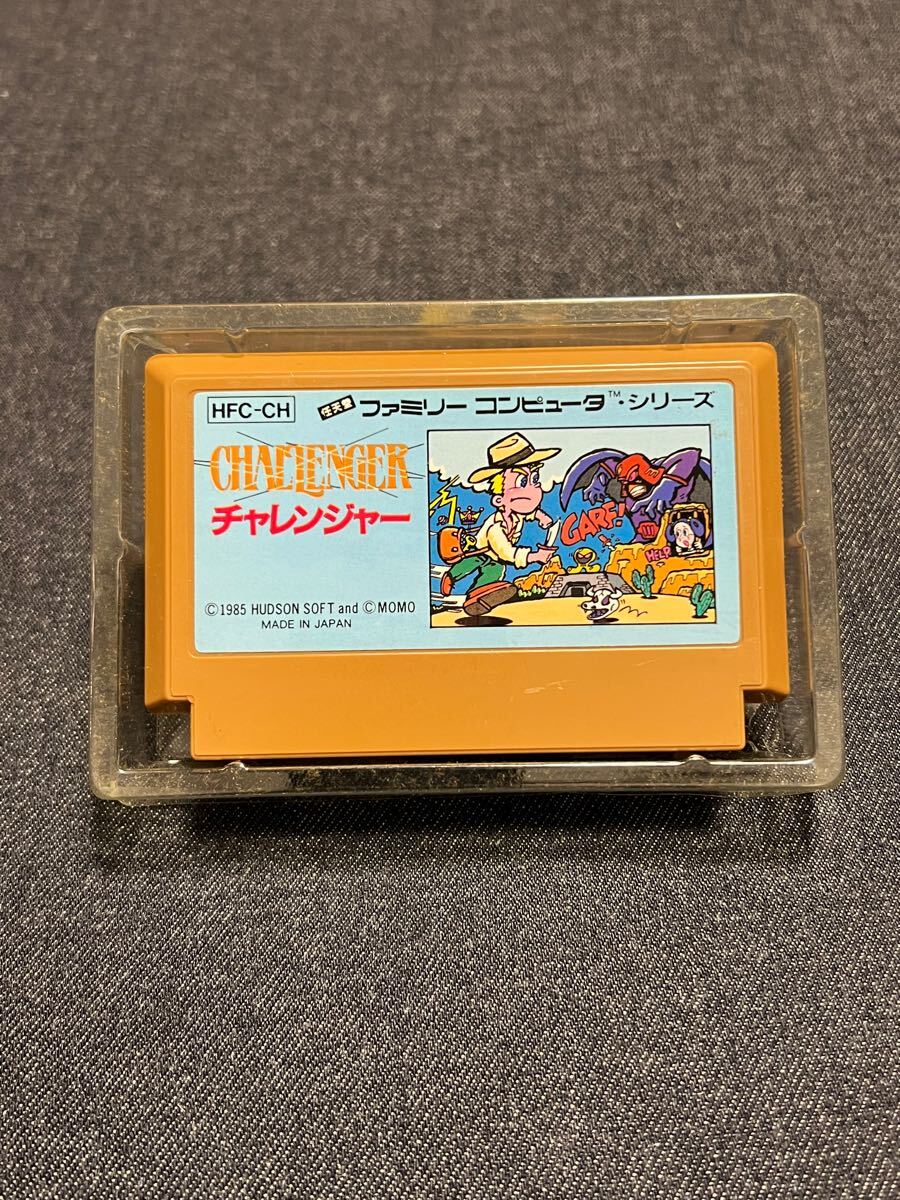 HFC-CH
任天堂 ファミリー コンピュータ™・シリーズ
CHALLENGER
チャレンジャー
GARF!
HELP
©1985 HUDSON SOFT and ©MOMO
MADE IN JAPAN